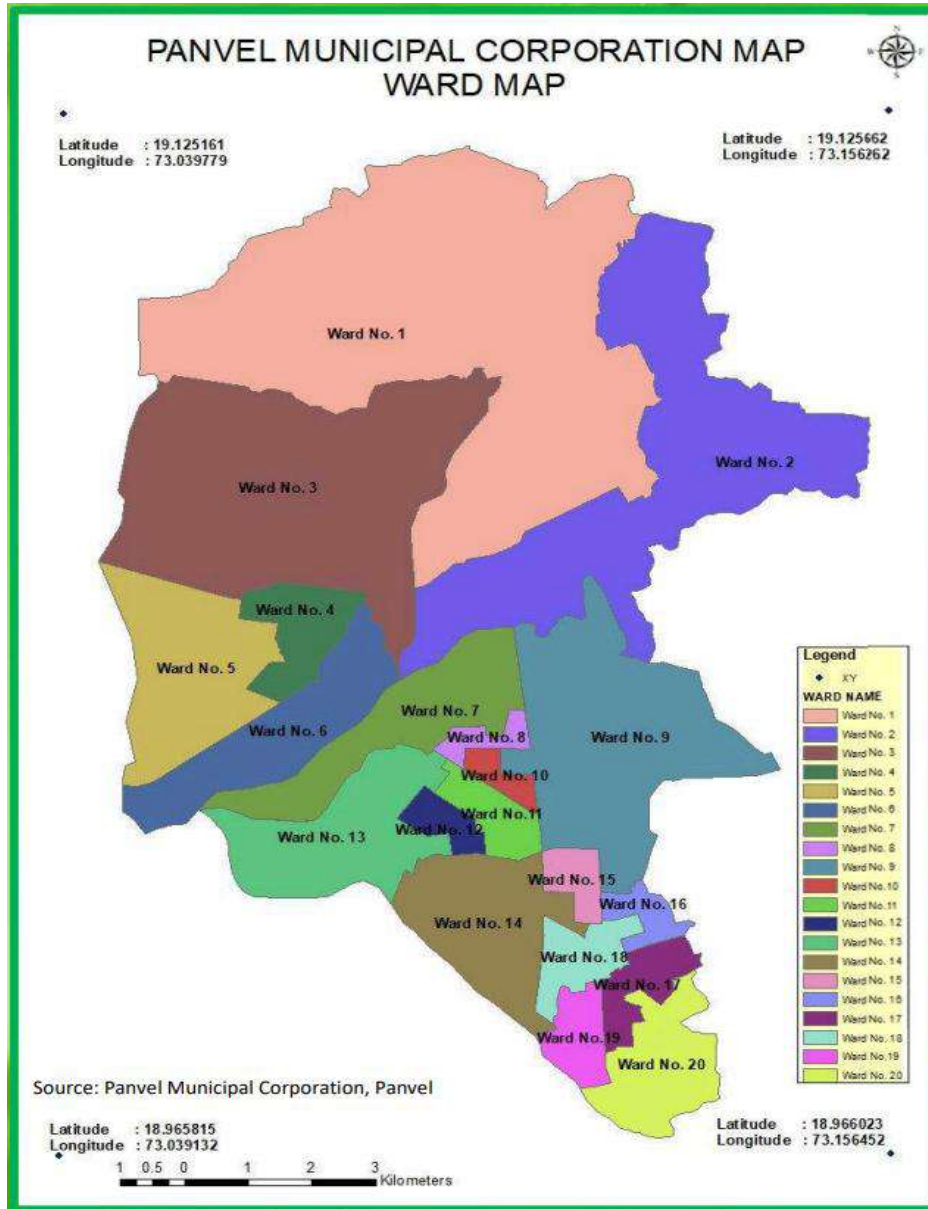 PANVEL MUNICIPAL CORPORATION MAP
WARD MAP
N
W
E
S
Latitude : 19.125161
Longitude : 73.039779
Latitude : 19.125662
Longitude : 73.156262
Ward No. 1
Ward No. 2
Ward No. 3
Ward No. 4
Ward No. 5
Ward No. 6
Ward No. 7
Ward No. 8
Ward No. 9
Ward No. 10
Ward No.11
Ward No. 12
Ward No. 13
Ward No. 14
Ward No. 15
Ward No. 16
Ward No. 17
Ward No. 18
Ward No.19
Ward No. 20
Legend
XY
WARD NAME
Ward No. 1
Ward No. 2
Ward No. 3
Ward No. 4
Ward No. 5
Ward No. 6
Ward No. 7
Ward No. 8
Ward No. 9
Ward No. 10
Ward No. 11
Ward No. 12
Ward No. 13
Ward No. 14
Ward No. 15
Ward No. 16
Ward No. 17
Ward No. 18
Ward No.19
Ward No. 20
Source: Panvel Municipal Corporation, Panvel
Latitude : 18.965815
Longitude : 73.039132
Latitude : 18.966023
Longitude : 73.156452
1 0.5 0 1 2 3
Kilometers